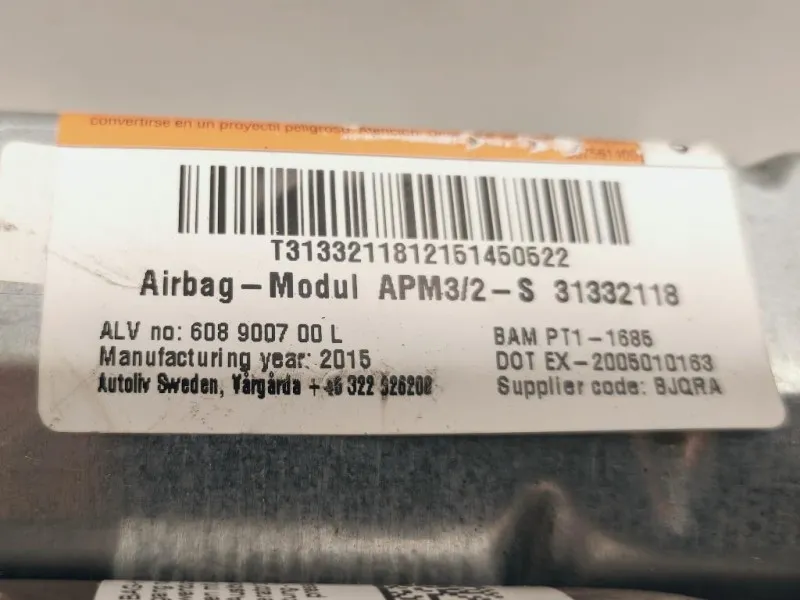 convertirse en un proyectil peligroso. Atención.
T3133211812151450522
Airbag-Modul APM3/2-S 31332118
ALV no: 608 9007 00 L
BAM PT1-1685
Manufacturing year: 2015
DOT EX-2005010163
Autoliv Sweden, Vårgårda +46 322 626200
Supplier code: BJQRA